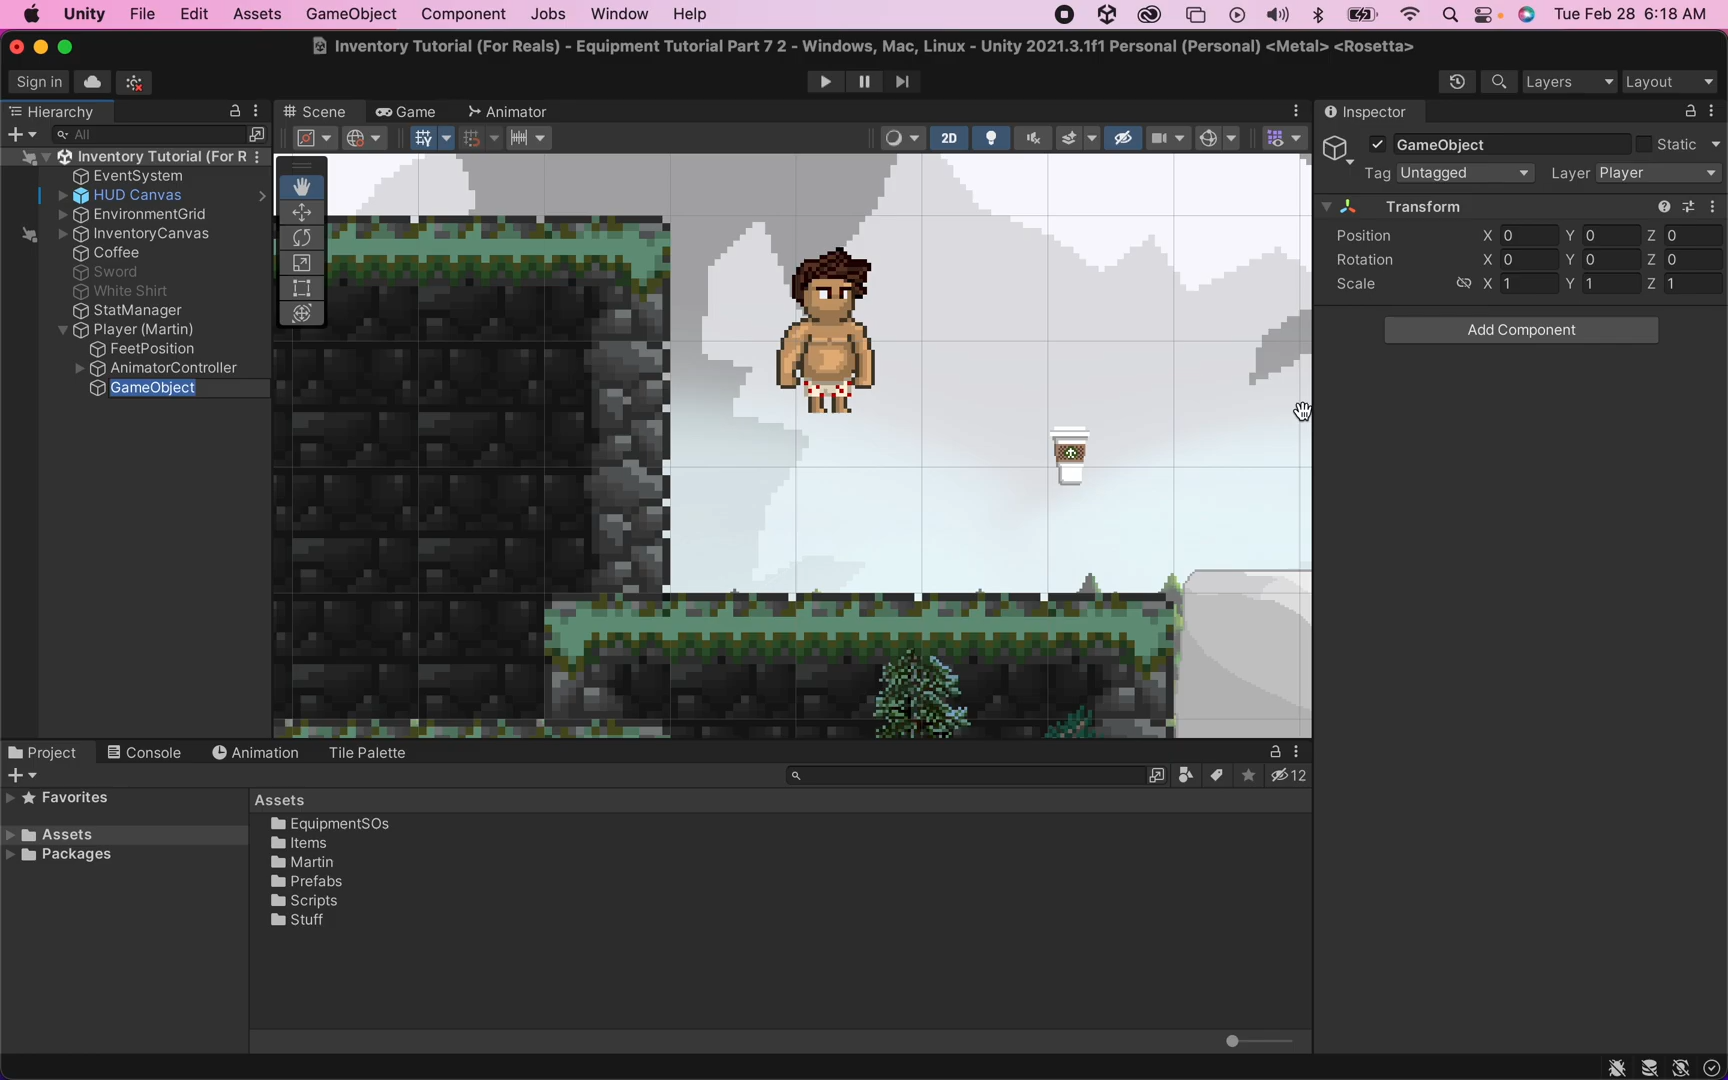 Unity File Edit Assets GameObject Component Jobs Window Help Tue Feb 28 6:18 AM
Inventory Tutorial (For Reals) - Equipment Tutorial Part 7 2 - Windows, Mac, Linux - Unity 2021.3.1f1 Personal (Personal) <Metal> <Rosetta>
Sign in Layers Layout
Hierarchy Scene Game Animator Inspector
All 2D GameObject Static
Tag Untagged Layer Player
Inventory Tutorial (For R
EventSystem
HUD Canvas
EnvironmentGrid
InventoryCanvas
Coffee
Sword
White Shirt
StatManager
Player (Martin)
FeetPosition
AnimatorController
GameObject
Transform
Position X 0 Y 0 Z 0
Rotation X 0 Y 0 Z 0
Scale X 1 Y 1 Z 1
Add Component
Project Console Animation Tile Palette
12
Favorites
Assets
Packages
Assets
EquipmentSOs
Items
Martin
Prefabs
Scripts
Stuff